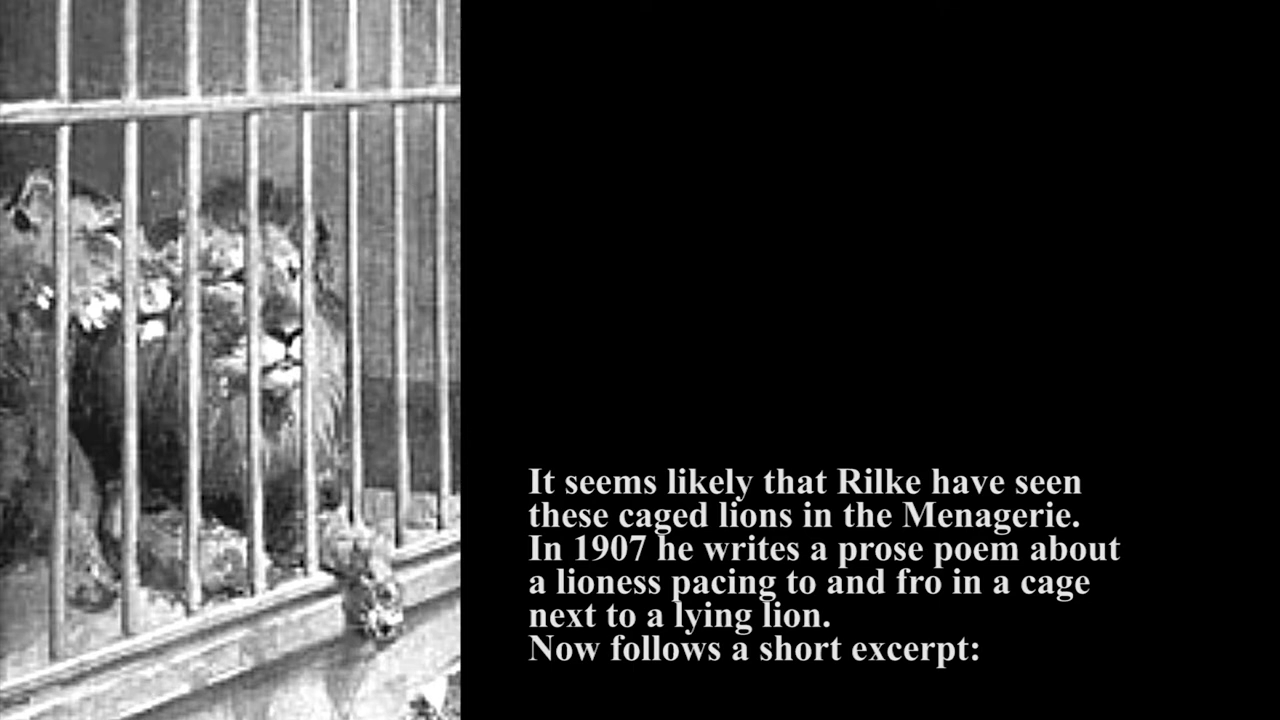 It seems likely that Rilke have seen
these caged lions in the Menagerie.
In 1907 he writes a prose poem about
a lioness pacing to and fro in a cage
next to a lying lion.
Now follows a short excerpt: